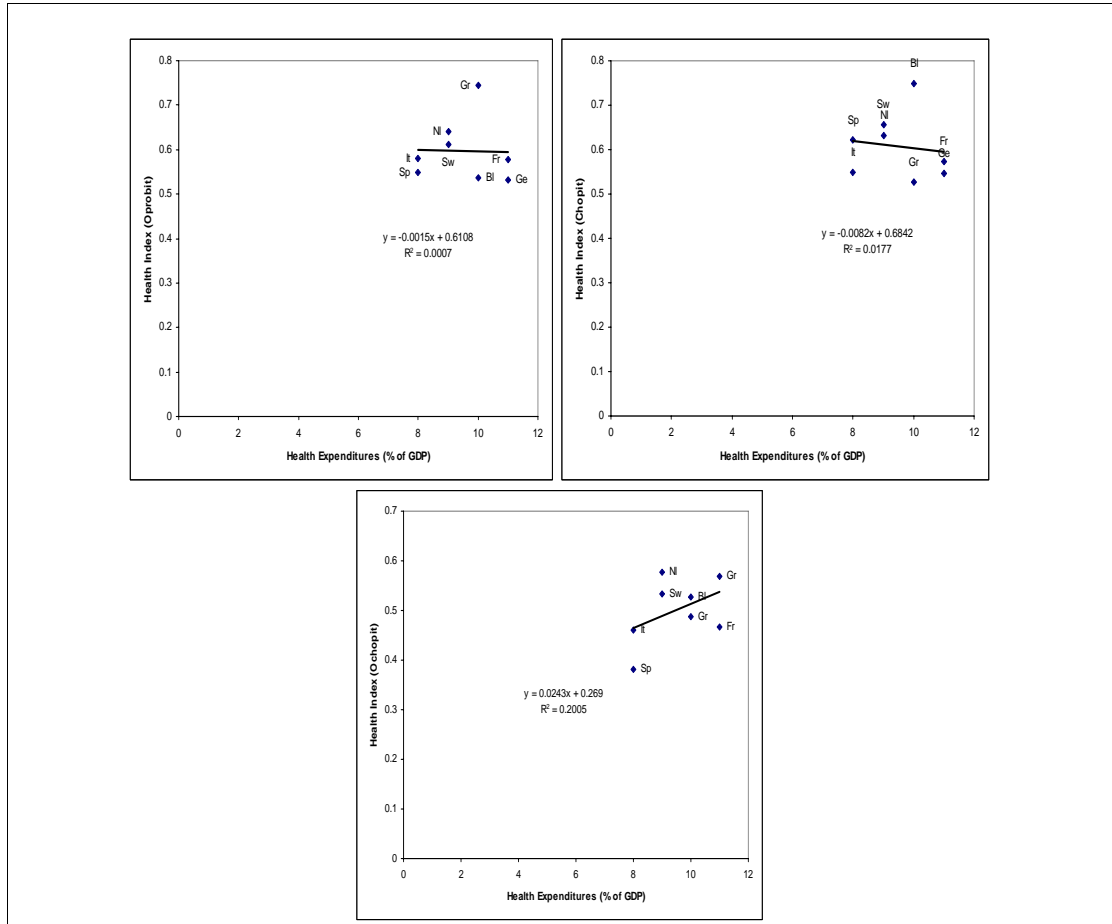 Health Index (Oprobit)
0.8
0.7
0.6
0.5
0.4
0.3
0.2
0.1
0
Gr
Nl
It
Sw
Fr
Sp
Bl
Ge
y = -0.0015x + 0.6108
R² = 0.0007
0 2 4 6 8 10 12
Health Expenditures (% of GDP)
Health Index (Chopit)
0.8
0.7
0.6
0.5
0.4
0.3
0.2
0.1
0
Bl
Sw
Nl
Sp
Fr
It
Ge
Gr
y = -0.0082x + 0.6842
R² = 0.0177
0 2 4 6 8 10 12
Health Expenditures (% of GDP)
Health Index (Ochopit)
0.7
0.6
0.5
0.4
0.3
0.2
0.1
0
Nl
Gr
Sw
Bl
Gr
It
Fr
Sp
y = 0.0243x + 0.269
R² = 0.2005
0 2 4 6 8 10 12
Health Expenditures (% of GDP)